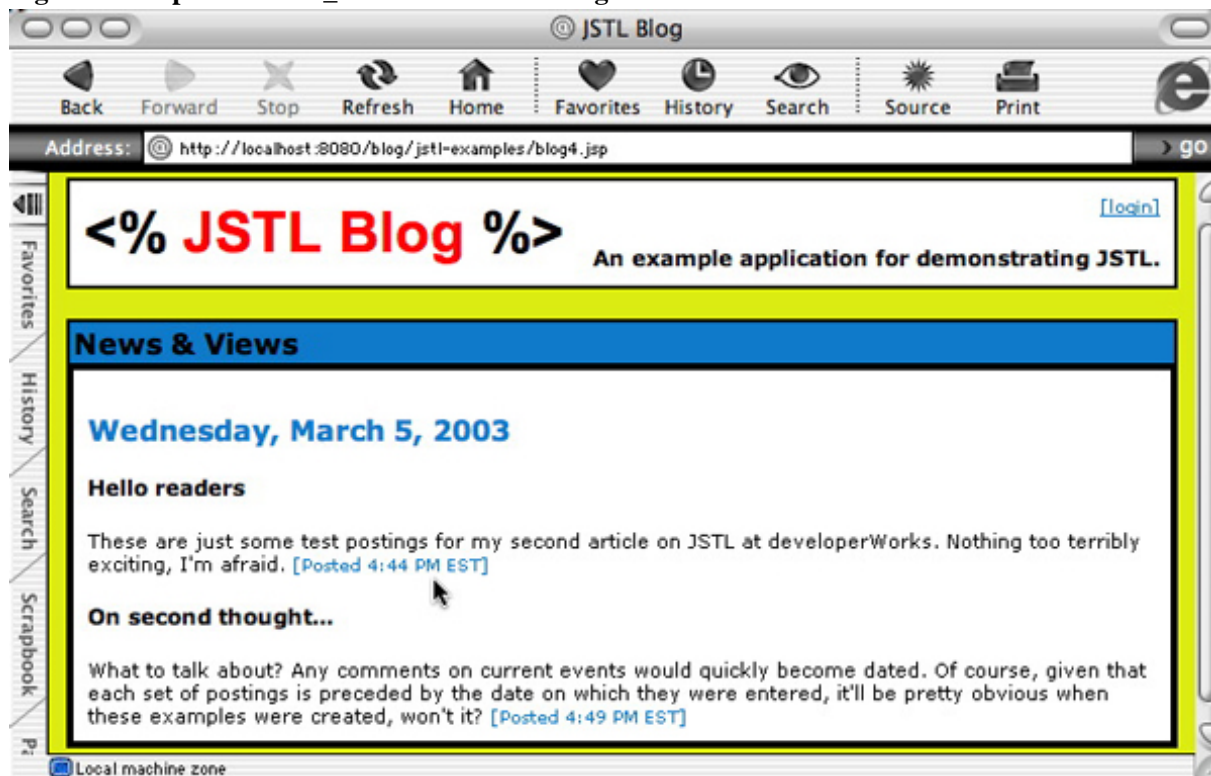 @ JSTL Blog
Back Forward Stop Refresh Home Favorites History Search Source Print
Address: @ http://localhost:8080/blog/jstl-examples/blog4.jsp › go
Favorites
History
Search
Scrapbook
<% JSTL Blog %>
[login]
An example application for demonstrating JSTL.
News & Views
Wednesday, March 5, 2003
Hello readers
These are just some test postings for my second article on JSTL at developerWorks. Nothing too terribly
exciting, I'm afraid. [Posted 4:44 PM EST]
On second thought...
What to talk about? Any comments on current events would quickly become dated. Of course, given that
each set of postings is preceded by the date on which they were entered, it'll be pretty obvious when
these examples were created, won't it? [Posted 4:49 PM EST]
Local machine zone